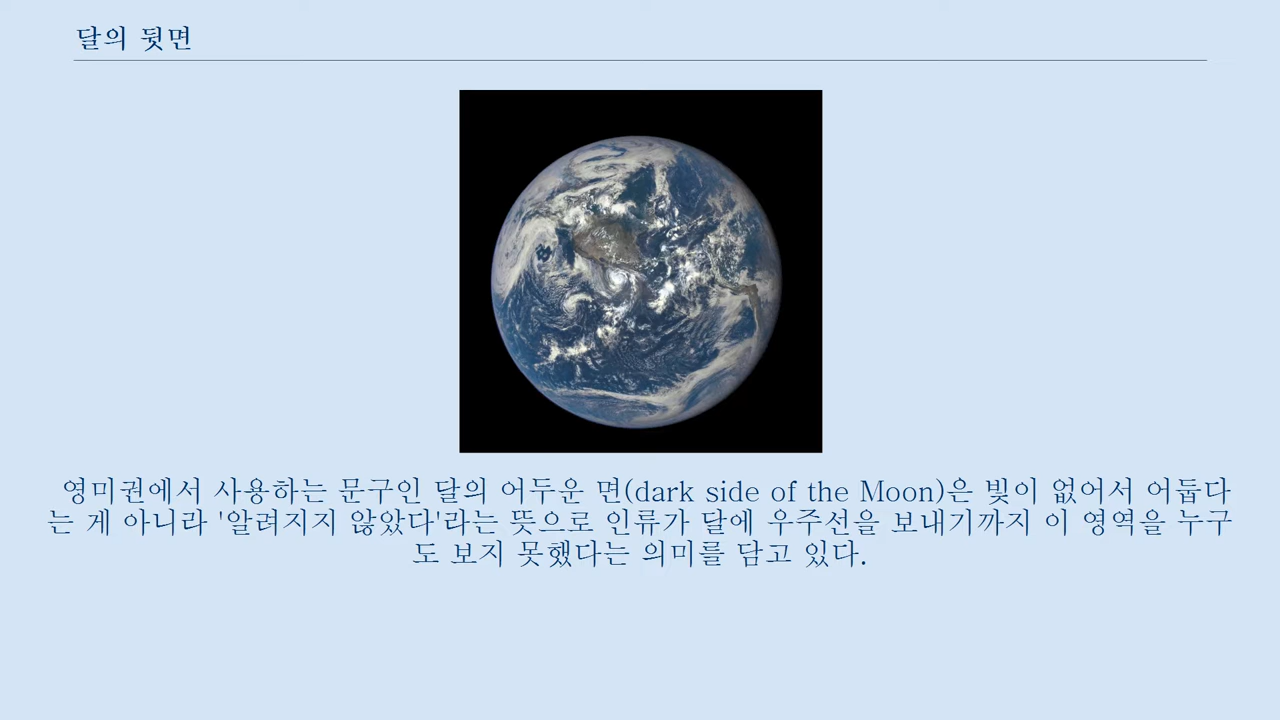 달의 뒷면
영미권에서 사용하는 문구인 달의 어두운 면(dark side of the Moon)은 빛이 없어서 어둡다
는 게 아니라 '알려지지 않았다'라는 뜻으로 인류가 달에 우주선을 보내기까지 이 영역을 누구
도 보지 못했다는 의미를 담고 있다.